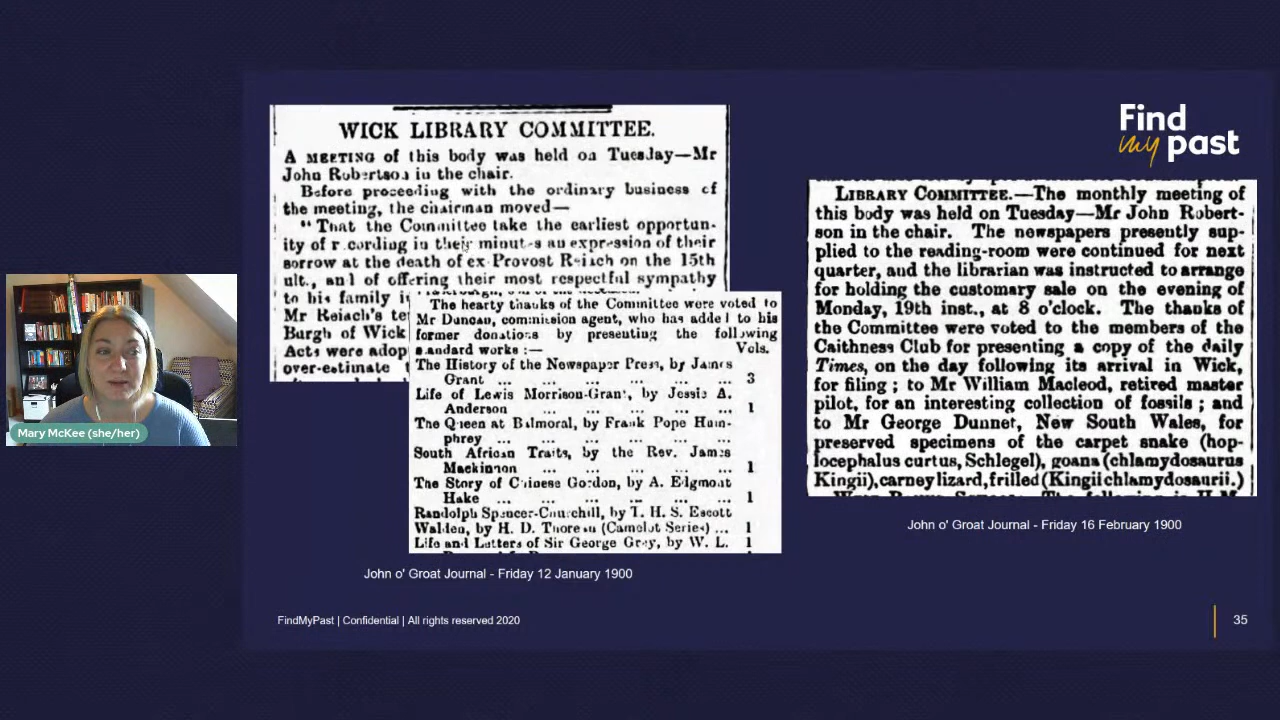 WICK LIBRARY COMMITTEE.
A MEETING of this body was held on Tuesday—Mr
John Robertson in the chair.
Before proceeding with the ordinary business of
the meeting, the chairman moved—
"That the Committee take the earliest opportun-
ity of r cording in their minut s an expression of their
sorrow at the death of ex-Provost Reiach on the 15th
ult., and of offering their most respectful sympathy
to his family
Mr Reiach's
Burgh of Wick
Acts were
over-estimate
The hearty thanks of the Committee were voted to
Mr Duncan, commission agent, who has added to his
former donations by presenting the following
standard works :— Vols.
The History of the Newspaper Press, by James
Grant ... ... ... ... ... 3
Life of Lewis Morrison-Grant, by Jessie A.
Anderson ... ... ... ... 1
The Queen at Balmoral, by Frank Pope Hum-
phrey ... ... ... ... ... 1
South African Traits, by the Rev. James
Mackinnon ... ... ... ... 1
The Story of Chinese Gordon, by A. Egmont
Hake ... ... ... ... ... 1
Randolph Spencer-Churchill, by T. H. S. Escott
Walden, by H. D. Thoreau (Camelot Series) ... 1
Life and Letters of Sir George Grey, by W. L. 1
John o' Groat Journal - Friday 12 January 1900
Find
my past
LIBRARY COMMITTEE.—The monthly meeting of
this body was held on Tuesday—Mr John Robert-
son in the chair. The newspapers presently sup-
plied to the reading-room were continued for next
quarter, and the librarian was instructed to arrange
for holding the customary sale on the evening of
Monday, 19th inst., at 8 o'clock. The thanks of
the Committee were voted to the members of the
Caithness Club for presenting a copy of the daily
Times, on the day following its arrival in Wick,
for filing ; to Mr William Macleod, retired master
pilot, for an interesting collection of fossils ; and
to Mr George Dunnet, New South Wales, for
preserved specimens of the carpet snake (hop-
locephalus curtus, Schlegel), goana (chlamydosaurus
Kingii), carney lizard, frilled (Kingii chlamydosaurii.)
John o' Groat Journal - Friday 16 February 1900
Mary McKee (she/her)
FindMyPast | Confidential | All rights reserved 2020
35